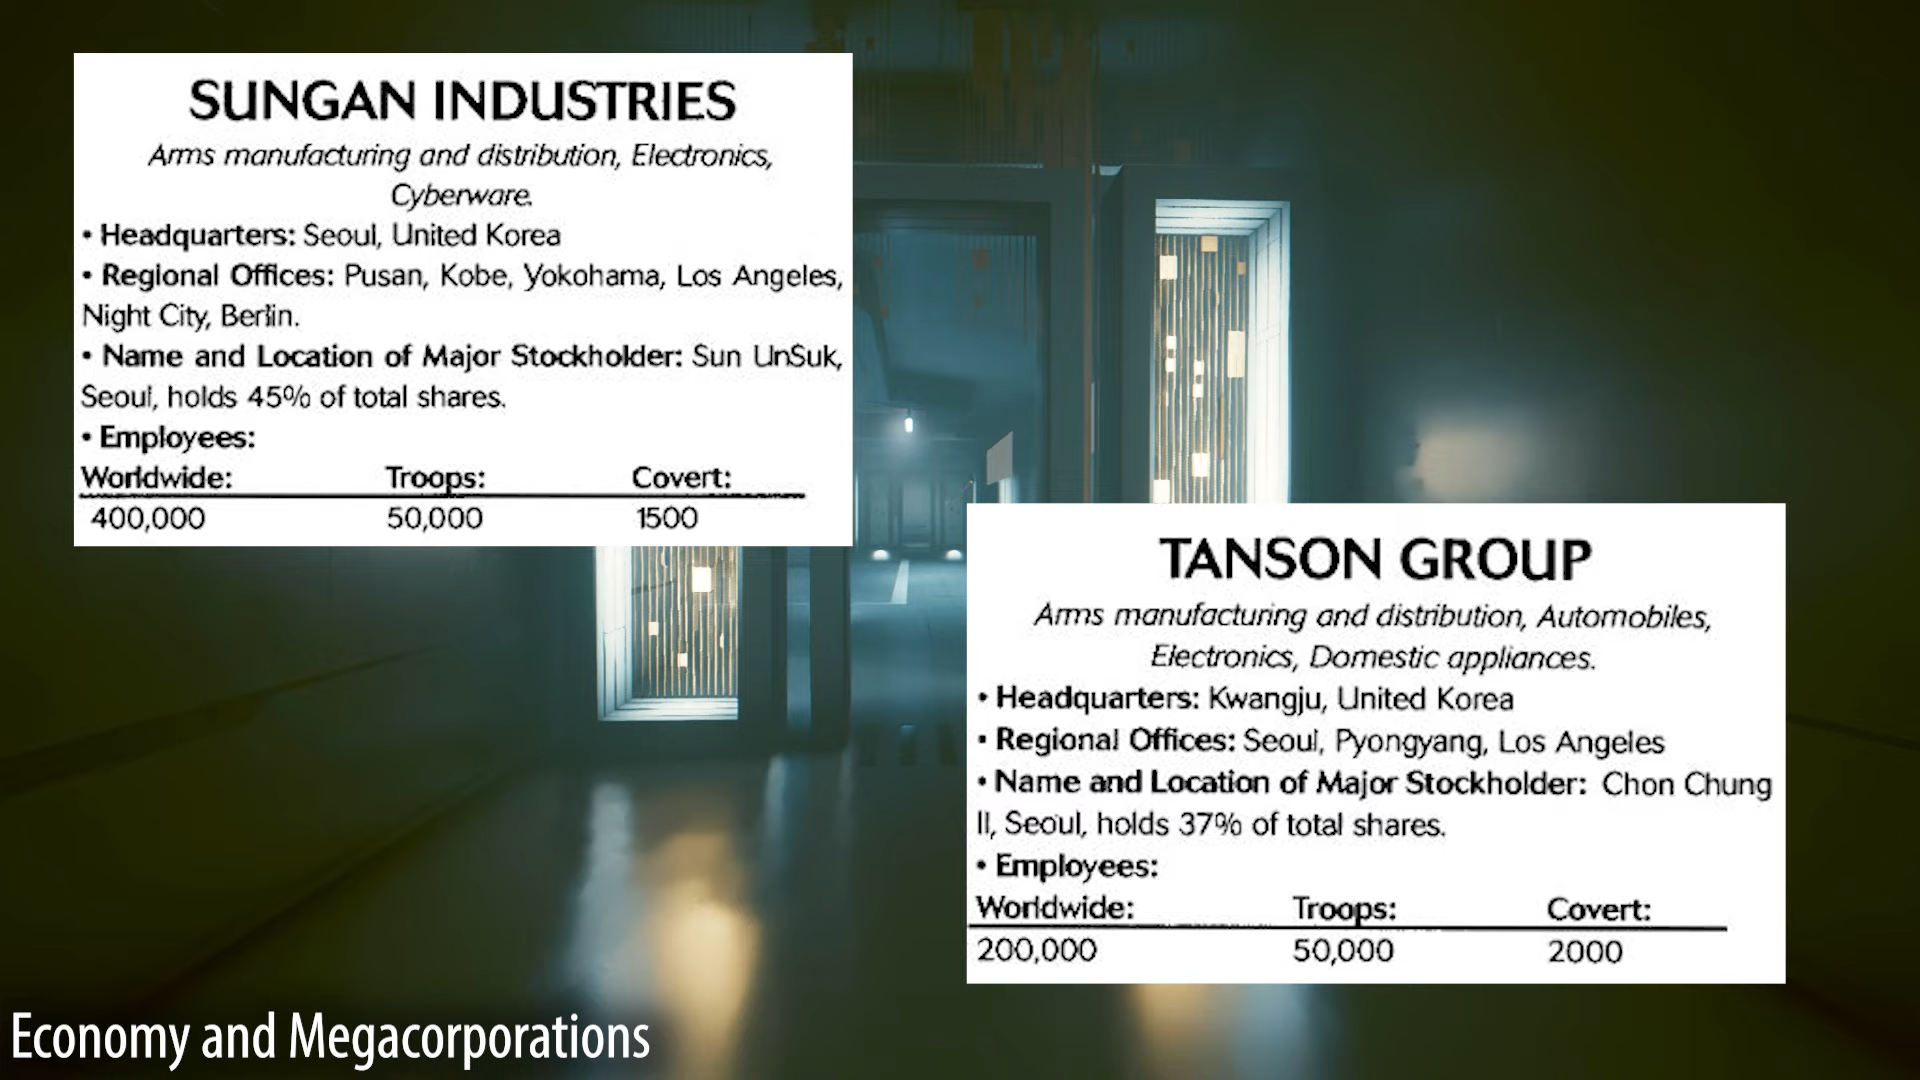 SUNGAN INDUSTRIES
Arms manufacturing and distribution, Electronics,
Cyberware.
• Headquarters: Seoul, United Korea
• Regional Offices: Pusan, Kobe, Yokohama, Los Angeles,
Night City, Berlin.
• Name and Location of Major Stockholder: Sun UnSuk,
Seoul, holds 45% of total shares.
• Employees:
Worldwide: Troops: Covert:
400,000 50,000 1500
TANSON GROUP
Arms manufacturing and distribution, Automobiles,
Electronics, Domestic appliances.
• Headquarters: Kwangju, United Korea
• Regional Offices: Seoul, Pyongyang, Los Angeles
• Name and Location of Major Stockholder: Chon Chung
Il, Seoul, holds 37% of total shares.
• Employees:
Worldwide: Troops: Covert:
200,000 50,000 2000
Economy and Megacorporations